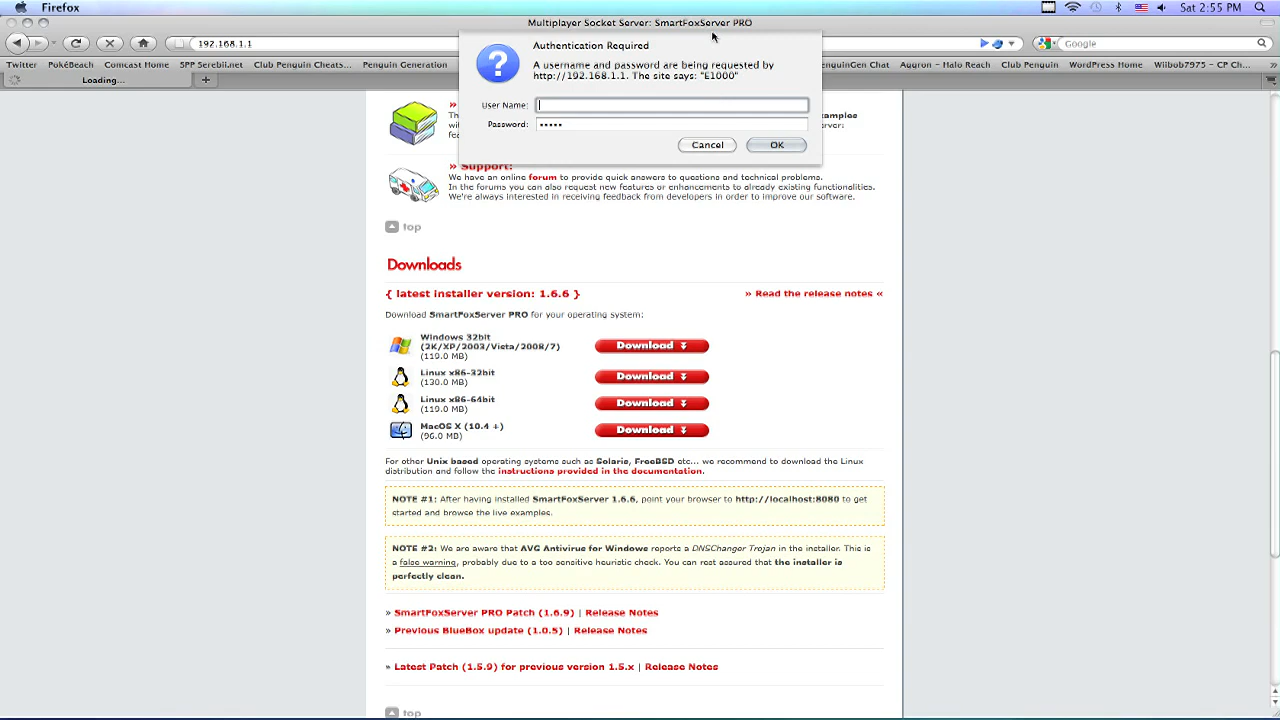 Firefox
Sat 2:55 PM
Multiplayer Socket Server: SmartFoxServer PRO
192.168.1.1
Google
Twitter PokéBeach Comcast Home SPP Serebii.net Club Penguin Cheats... Penguin Generation
enguinGen Chat Aggron - Halo Reach Club Penguin Cheat... WordPress Home Wiibob7975 - CP Ch...
Loading...
Authentication Required
A username and password are being requested by
http://192.168.1.1. The site says: "E1000"
User Name:
Password: •••••
Cancel OK
» Support:
We have an online forum to provide quick answers to questions and technical problems.
In the forums you can also request new features or enhancements to already existing functionalities.
We're always interested in receiving feedback from developers in order to improve our software.
top
Downloads
{ latest installer version: 1.6.6 }
» Read the release notes «
Download SmartFoxServer PRO for your operating system:
Windows 32bit
(2K/XP/2003/Vista/2008/7)
(119.0 MB)
Download
Linux x86-32bit
(130.0 MB)
Download
Linux x86-64bit
(119.0 MB)
Download
MacOS X (10.4 +)
(96.0 MB)
Download
For other Unix based operating systems such as Solaris, FreeBSD etc... we recommend to download the Linux
distribution and follow the instructions provided in the documentation.
NOTE #1: After having installed SmartFoxServer 1.6.6, point your browser to http://localhost:8080 to get
started and browse the live examples.
NOTE #2: We are aware that AVG Antivirus for Windows reports a DNSChanger Trojan in the installer. This is
a false warning, probably due to a too sensitive heuristic check. You can rest assured that the installer is
perfectly clean.
» SmartFoxServer PRO Patch (1.6.9) | Release Notes
» Previous BlueBox update (1.0.5) | Release Notes
» Latest Patch (1.5.9) for previous version 1.5.x | Release Notes
top